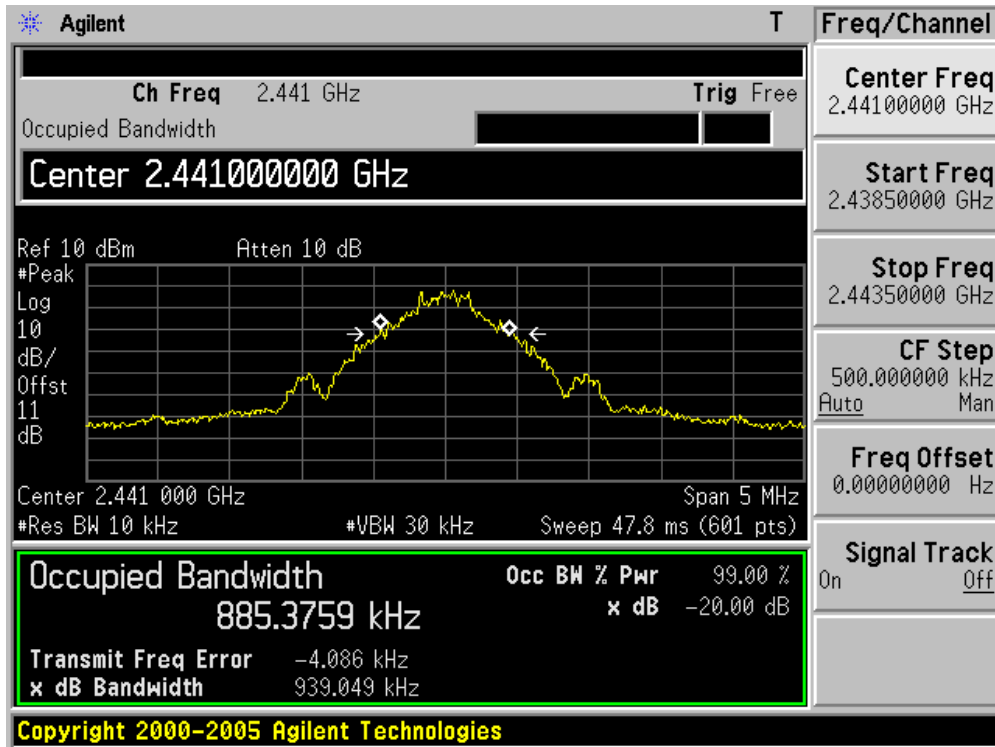 Agilent T
Ch Freq 2.441 GHz Trig Free
Occupied Bandwidth
Center 2.441000000 GHz
Ref 10 dBm Atten 10 dB
#Peak
Log
10
dB/
Offst
11
dB
Center 2.441 000 GHz Span 5 MHz
#Res BW 10 kHz #VBW 30 kHz Sweep 47.8 ms (601 pts)
Occupied Bandwidth Occ BW % Pwr 99.00 %
885.3759 kHz x dB -20.00 dB
Transmit Freq Error -4.086 kHz
x dB Bandwidth 939.049 kHz
Copyright 2000-2005 Agilent Technologies
Freq/Channel
Center Freq
2.44100000 GHz
Start Freq
2.43850000 GHz
Stop Freq
2.44350000 GHz
CF Step
500.000000 kHz
Auto Man
Freq Offset
0.00000000 Hz
Signal Track
On Off